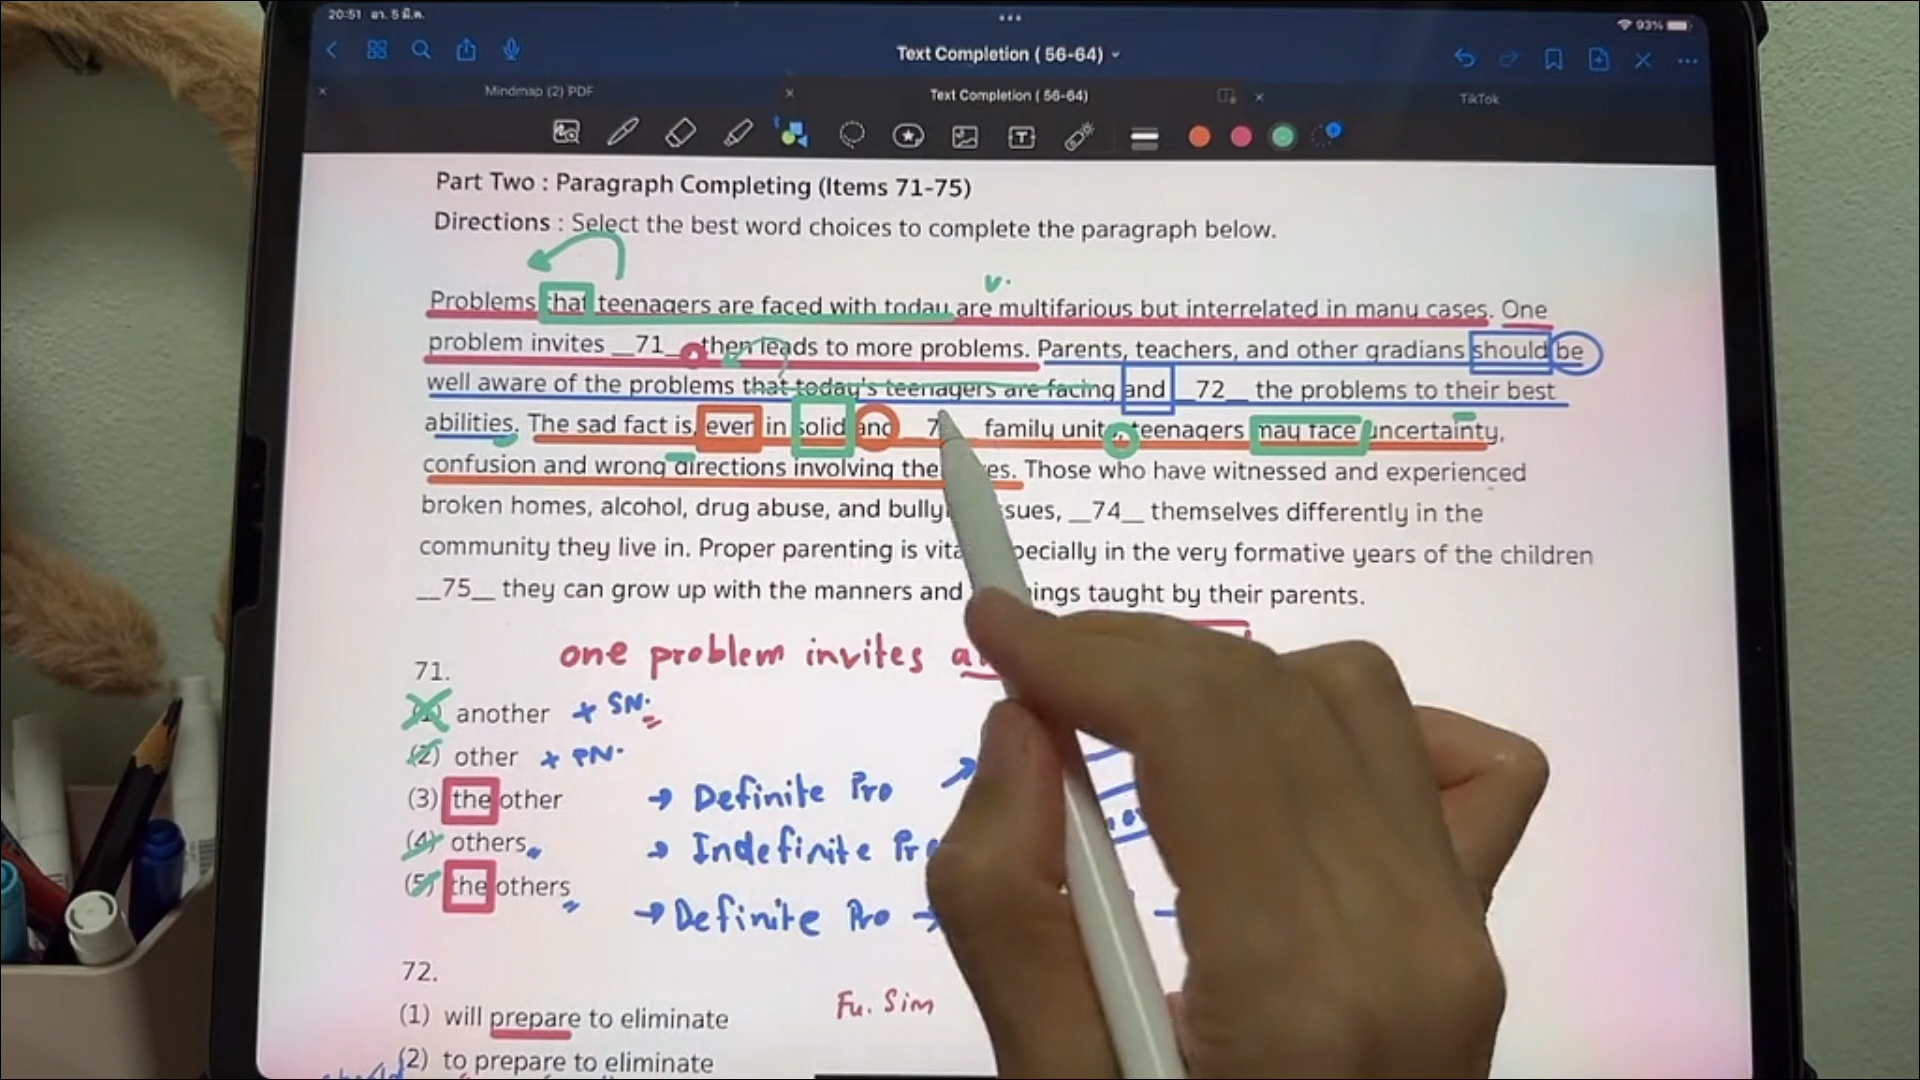 20:51 อา. 5 มี.ค.
93%
Text Completion ( 56-64)
Mindmap (2) PDF
Text Completion ( 56-64)
TikTok
Part Two : Paragraph Completing (Items 71-75)
Directions : Select the best word choices to complete the paragraph below.
v.
Problems that teenagers are faced with today are multifarious but interrelated in many cases. One
problem invites __71__ then leads to more problems. Parents, teachers, and other gradians should be
well aware of the problems that today's teenagers are facing and __72__ the problems to their best
abilities. The sad fact is, ever in solid and 7 family units, teenagers may face uncertainty,
confusion and wrong directions involving the es. Those who have witnessed and experienced
broken homes, alcohol, drug abuse, and bully sues, __74__ themselves differently in the
community they live in. Proper parenting is vita pecially in the very formative years of the children
__75__ they can grow up with the manners and ings taught by their parents.
one problem invites
71.
(1) another + SN.
(2) other + PN.
(3) the other → Definite Pro
(4) others → Indefinite Pro
(5) the others → Definite Pro →
72.
(1) will prepare to eliminate Fu. Sim
(2) to prepare to eliminate